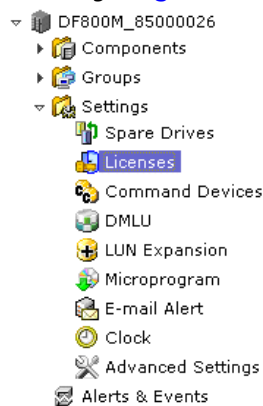 DF800M_85000026
Components
Groups
Settings
Spare Drives
Licenses
Command Devices
DMLU
LUN Expansion
Microprogram
E-mail Alert
Clock
Advanced Settings
Alerts & Events